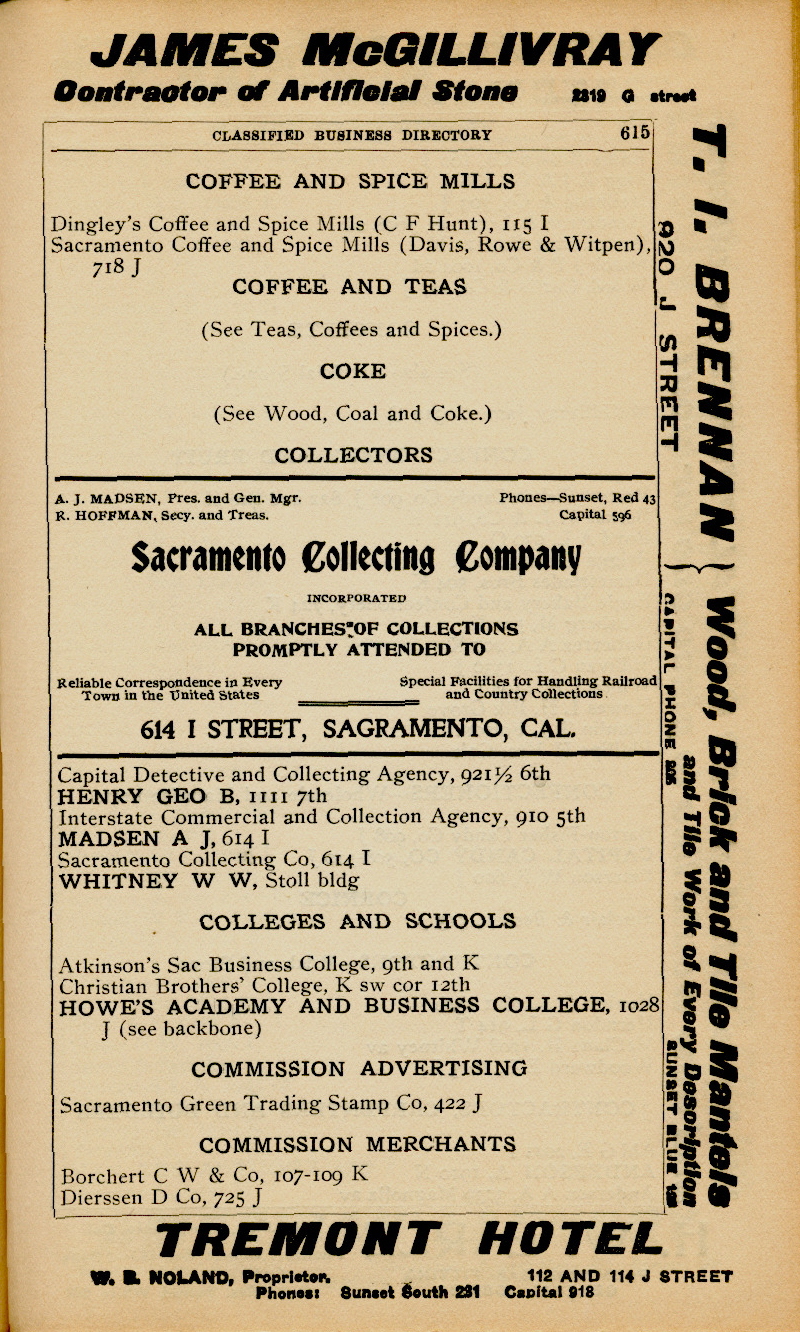 JAMES McGILLIVRAY
Contractor of Artificial Stone 2319 G street
CLASSIFIED BUSINESS DIRECTORY 615
COFFEE AND SPICE MILLS
Dingley's Coffee and Spice Mills (C F Hunt), 115 I
Sacramento Coffee and Spice Mills (Davis, Rowe & Witpen),
718 J
COFFEE AND TEAS
(See Teas, Coffees and Spices.)
COKE
(See Wood, Coal and Coke.)
COLLECTORS
A. J. MADSEN, Pres. and Gen. Mgr. Phones—Sunset, Red 43
R. HOFFMAN, Secy. and Treas. Capital 596
Sacramento Collecting Company
INCORPORATED
ALL BRANCHES OF COLLECTIONS
PROMPTLY ATTENDED TO
Reliable Correspondence in Every Special Facilities for Handling Railroad
Town in the United States and Country Collections
614 I STREET, SACRAMENTO, CAL.
Capital Detective and Collecting Agency, 921½ 6th
HENRY GEO B, 1111 7th
Interstate Commercial and Collection Agency, 910 5th
MADSEN A J, 614 I
Sacramento Collecting Co, 614 I
WHITNEY W W, Stoll bldg
COLLEGES AND SCHOOLS
Atkinson's Sac Business College, 9th and K
Christian Brothers' College, K sw cor 12th
HOWE'S ACADEMY AND BUSINESS COLLEGE, 1028
J (see backbone)
COMMISSION ADVERTISING
Sacramento Green Trading Stamp Co, 422 J
COMMISSION MERCHANTS
Borchert C W & Co, 107-109 K
Dierssen D Co, 725 J
T. I. BRENNAN
920 J STREET
Wood, Brick and Tile Mantels
and Tile Work of Every Description
CAPITAL PHONE
SUNSET BLUE
TREMONT HOTEL
W. B. NOLAND, Proprietor. 112 AND 114 J STREET
Phones: Sunset South 231 Capital 918